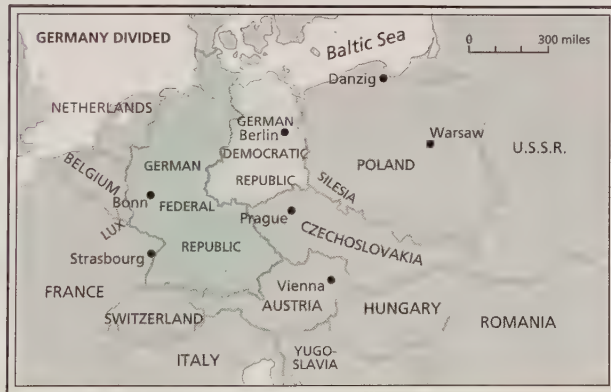 GERMANY DIVIDED
Baltic Sea
0 300 miles
Danzig
NETHERLANDS
GERMAN
Berlin
DEMOCRATIC
REPUBLIC
Warsaw
U.S.S.R.
POLAND
SILESIA
BELGIUM
GERMAN
FEDERAL
REPUBLIC
Bonn
LUX
Prague
CZECHOSLOVAKIA
Strasbourg
FRANCE
Vienna
AUSTRIA
HUNGARY
ROMANIA
SWITZERLAND
ITALY
YUGO-
SLAVIA